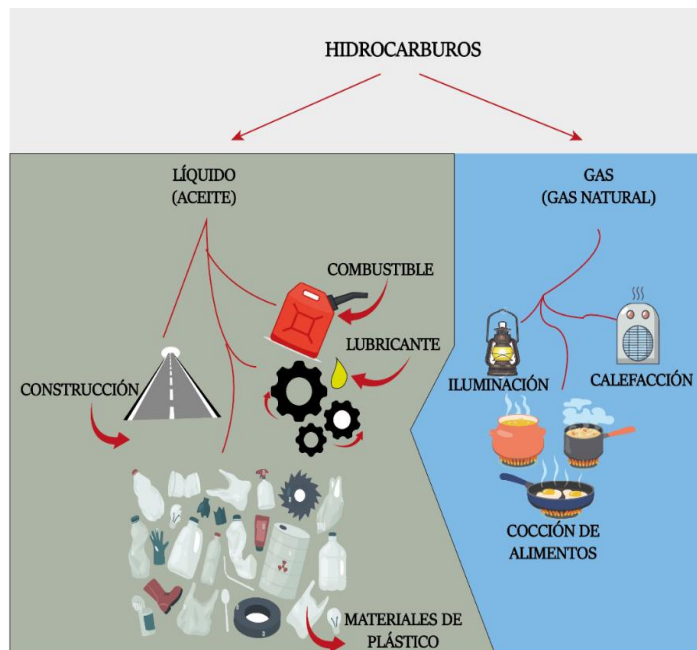 HIDROCARBUROS
LÍQUIDO
(ACEITE)
COMBUSTIBLE
LUBRICANTE
CONSTRUCCIÓN
MATERIALES DE
PLÁSTICO
GAS
(GAS NATURAL)
ILUMINACIÓN
CALEFACCIÓN
COCCIÓN DE
ALIMENTOS